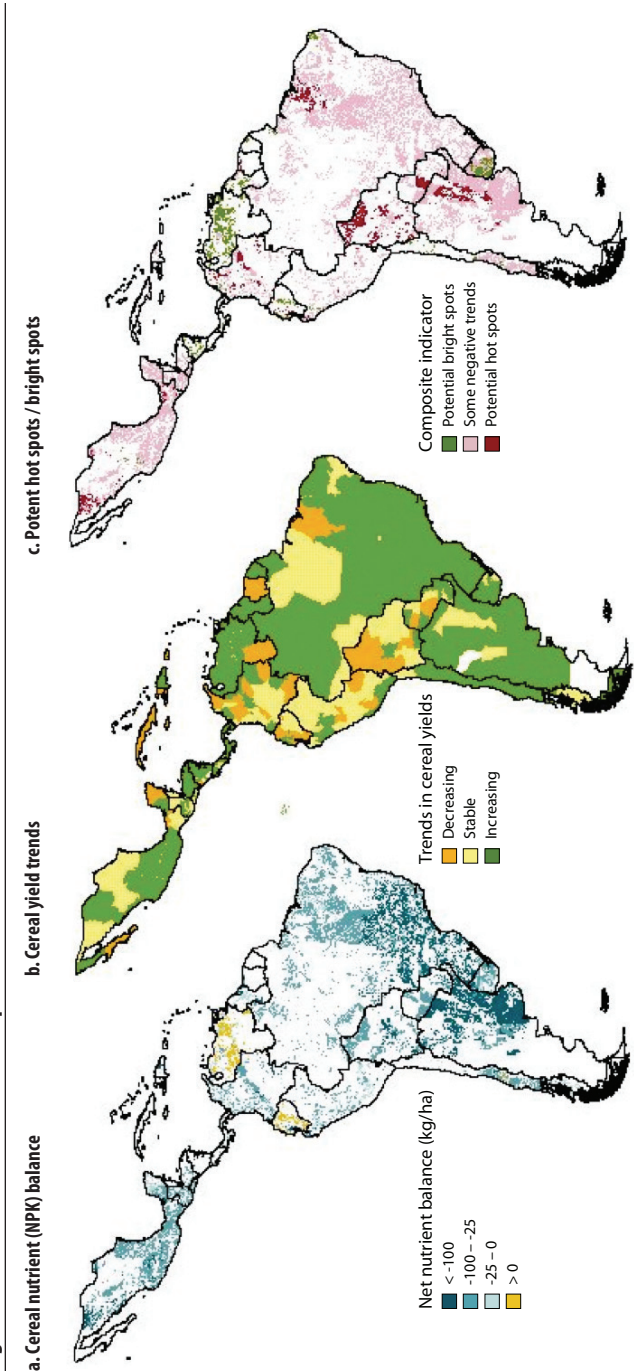 a. Cereal nutrient (NPK) balance
Net nutrient balance (kg/ha)
< -100
-100 – -25
-25 – 0
> 0
b. Cereal yield trends
Trends in cereal yields
Decreasing
Stable
Increasing
c. Potent hot spots / bright spots
Composite indicator
Potential bright spots
Some negative trends
Potential hot spots